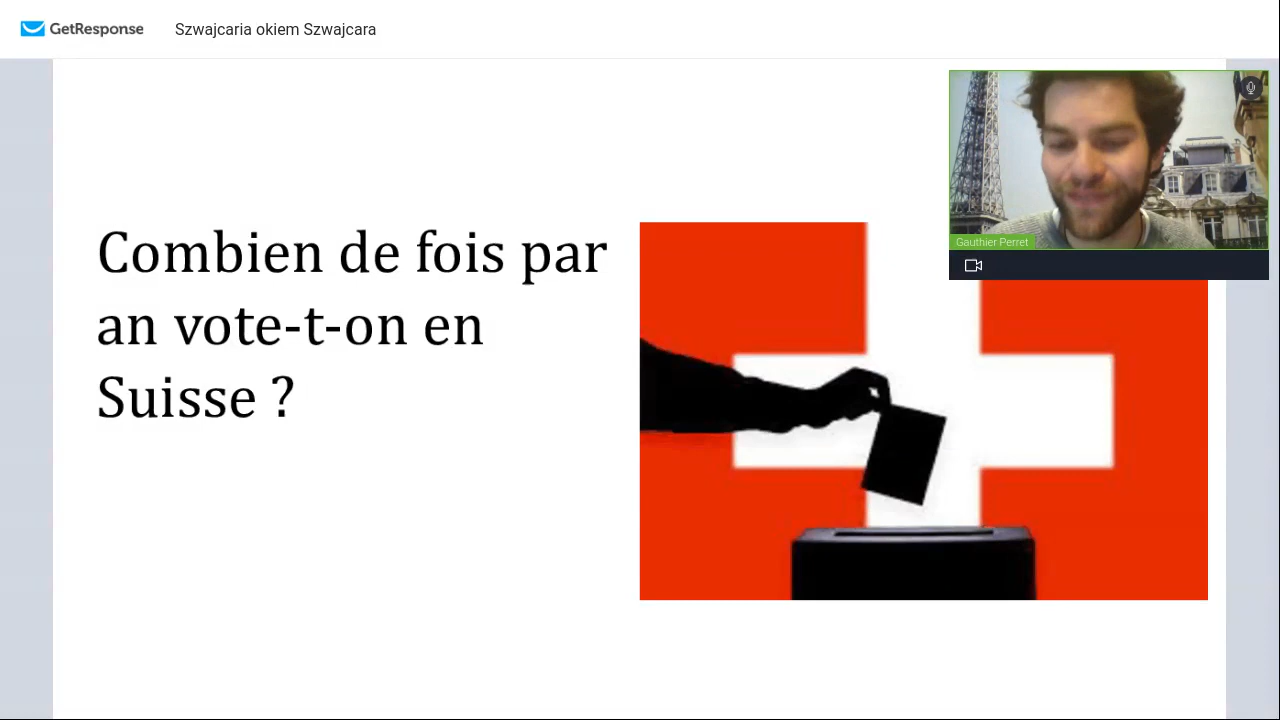 GetResponse
Szwajcaria okiem Szwajcara
Gauthier Perret
Combien de fois par
an vote-t-on en
Suisse ?